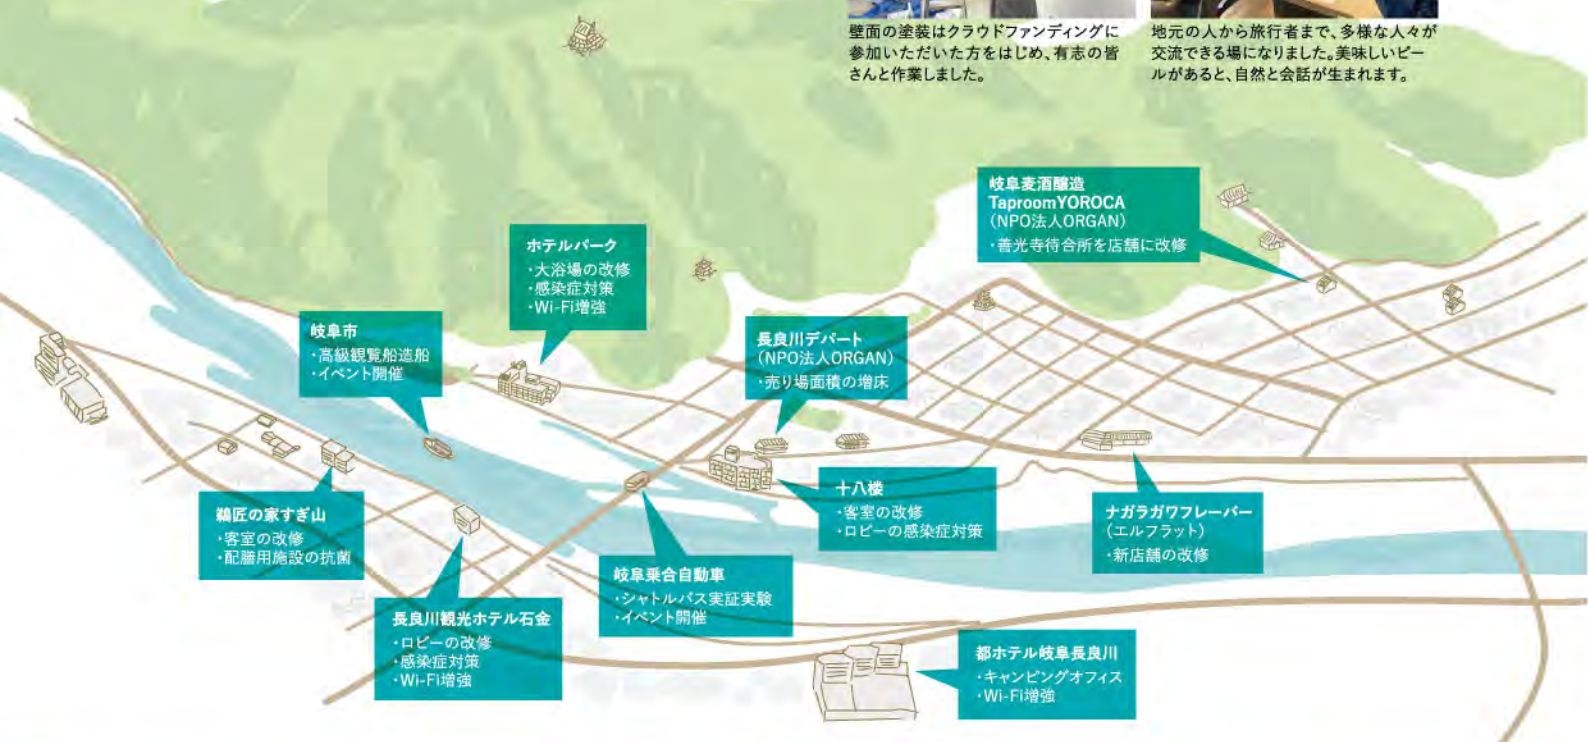 壁面の塗装はクラウドファンディングに
参加いただいた方をはじめ、有志の皆
さんと作業しました。
地元の人から旅行者まで、多様な人々が
交流できる場になりました。美味しいビー
ルがあると、自然と会話が生まれます。
岐阜麦酒醸造
TaproomYOROCA
(NPO法人ORGAN)
・善光寺待合所を店舗に改修
ホテルパーク
・大浴場の改修
・感染症対策
・Wi-Fi増強
岐阜市
・高級観覧船造船
・イベント開催
長良川デパート
(NPO法人ORGAN)
・売り場面積の増床
十八楼
・客室の改修
・ロビーの感染症対策
ナガラガワフレーバー
(エルフラット)
・新店舗の改修
鵜匠の家すぎ山
・客室の改修
・配膳用施設の抗菌
岐阜乗合自動車
・シャトルバス実証実験
・イベント開催
長良川観光ホテル石金
・ロビーの改修
・感染症対策
・Wi-Fi増強
都ホテル岐阜長良川
・キャンピングオフィス
・Wi-Fi増強